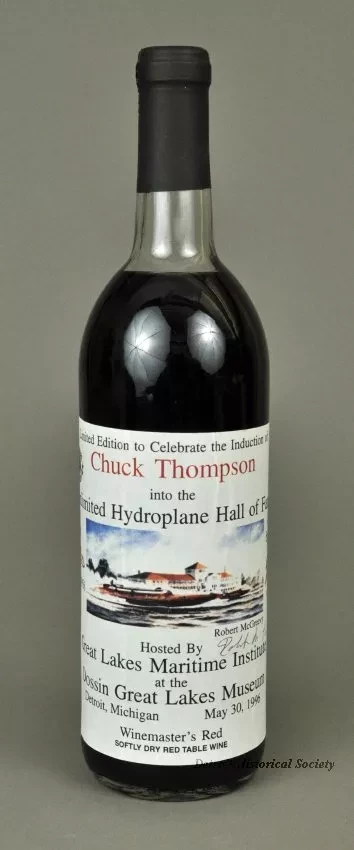 Limited Edition to Celebrate the Induction of
Chuck Thompson
into the
limited Hydroplane Hall of Fa
Robert McGreevy
Hosted By
Great Lakes Maritime Institute
at the
Dossin Great Lakes Museum
Detroit, Michigan May 30, 1996
Winemaster's Red
SOFTLY DRY RED TABLE WINE
Detroit Historical Society